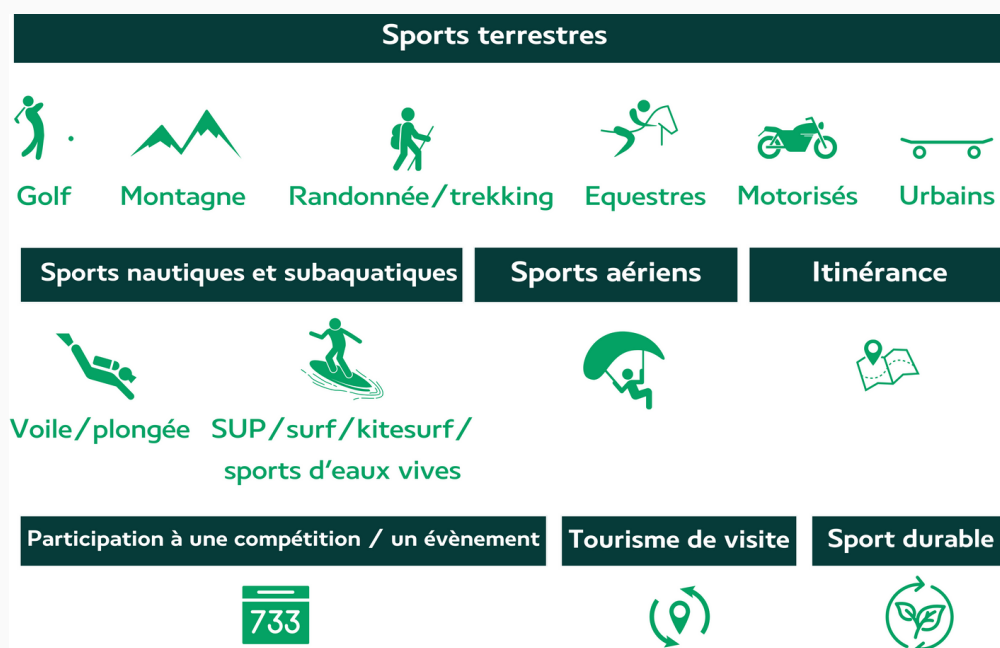 Sports terrestres
Golf
Montagne
Randonnée/trekking
Equestres
Motorisés
Urbains
Sports nautiques et subaquatiques
Sports aériens
Itinérance
Voile/plongée
SUP/surf/kitesurf/
sports d’eaux vives
Participation à une compétition / un évènement
Tourisme de visite
Sport durable
733